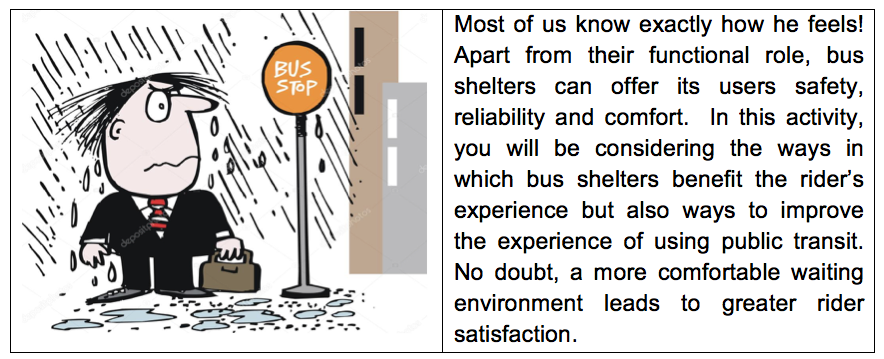 BUS
STOP
Most of us know exactly how he feels!
Apart from their functional role, bus
shelters can offer its users safety,
reliability and comfort.  In this activity,
you will be considering the ways in
which bus shelters benefit the rider’s
experience but also ways to improve
the experience of using public transit.
No doubt, a more comfortable waiting
environment leads to greater rider
satisfaction.